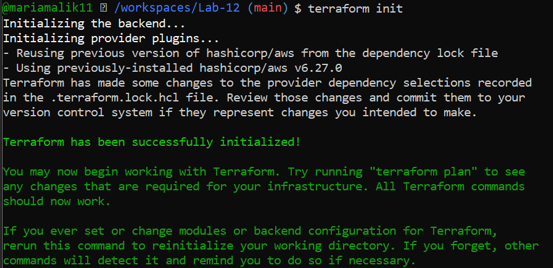 @mariamalik11 /workspaces/Lab-12 (main) $ terraform init
Initializing the backend...
Initializing provider plugins...
- Reusing previous version of hashicorp/aws from the dependency lock file
- Using previously-installed hashicorp/aws v6.27.0
Terraform has made some changes to the provider dependency selections recorded
in the .terraform.lock.hcl file. Review those changes and commit them to your
version control system if they represent changes you intended to make.
Terraform has been successfully initialized!
You may now begin working with Terraform. Try running "terraform plan" to see
any changes that are required for your infrastructure. All Terraform commands
should now work.
If you ever set or change modules or backend configuration for Terraform,
rerun this command to reinitialize your working directory. If you forget, other
commands will detect it and remind you to do so if necessary.